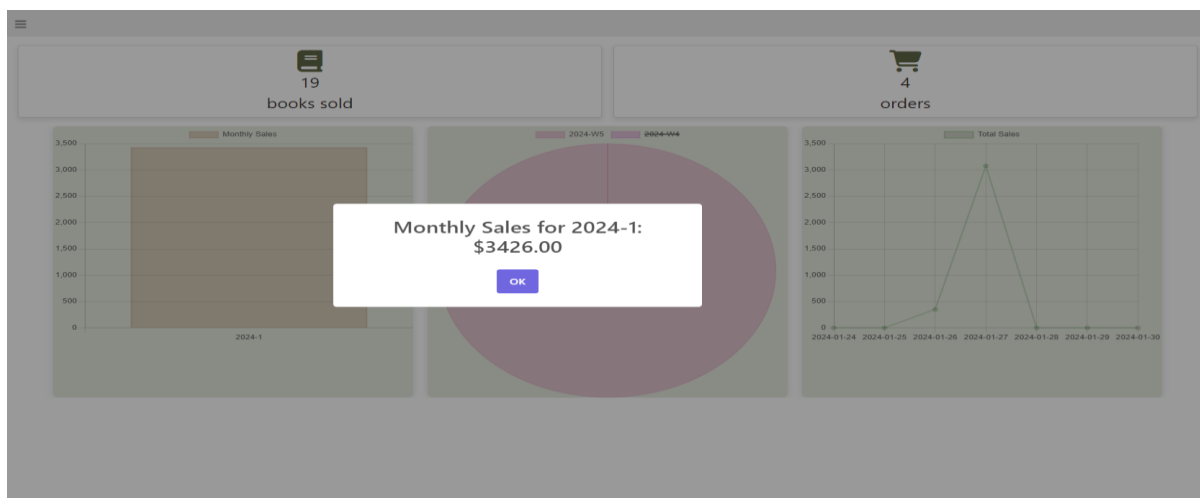 19
books sold
4
orders
Monthly Sales
3,500
3,000
2,500
2,000
1,500
1,000
500
0
2024-1
2024-W5 2024-W4
Monthly Sales for 2024-1:
$3426.00
OK
Total Sales
3,500
3,000
2,500
2,000
1,500
1,000
500
0
2024-01-24 2024-01-25 2024-01-26 2024-01-27 2024-01-28 2024-01-29 2024-01-30